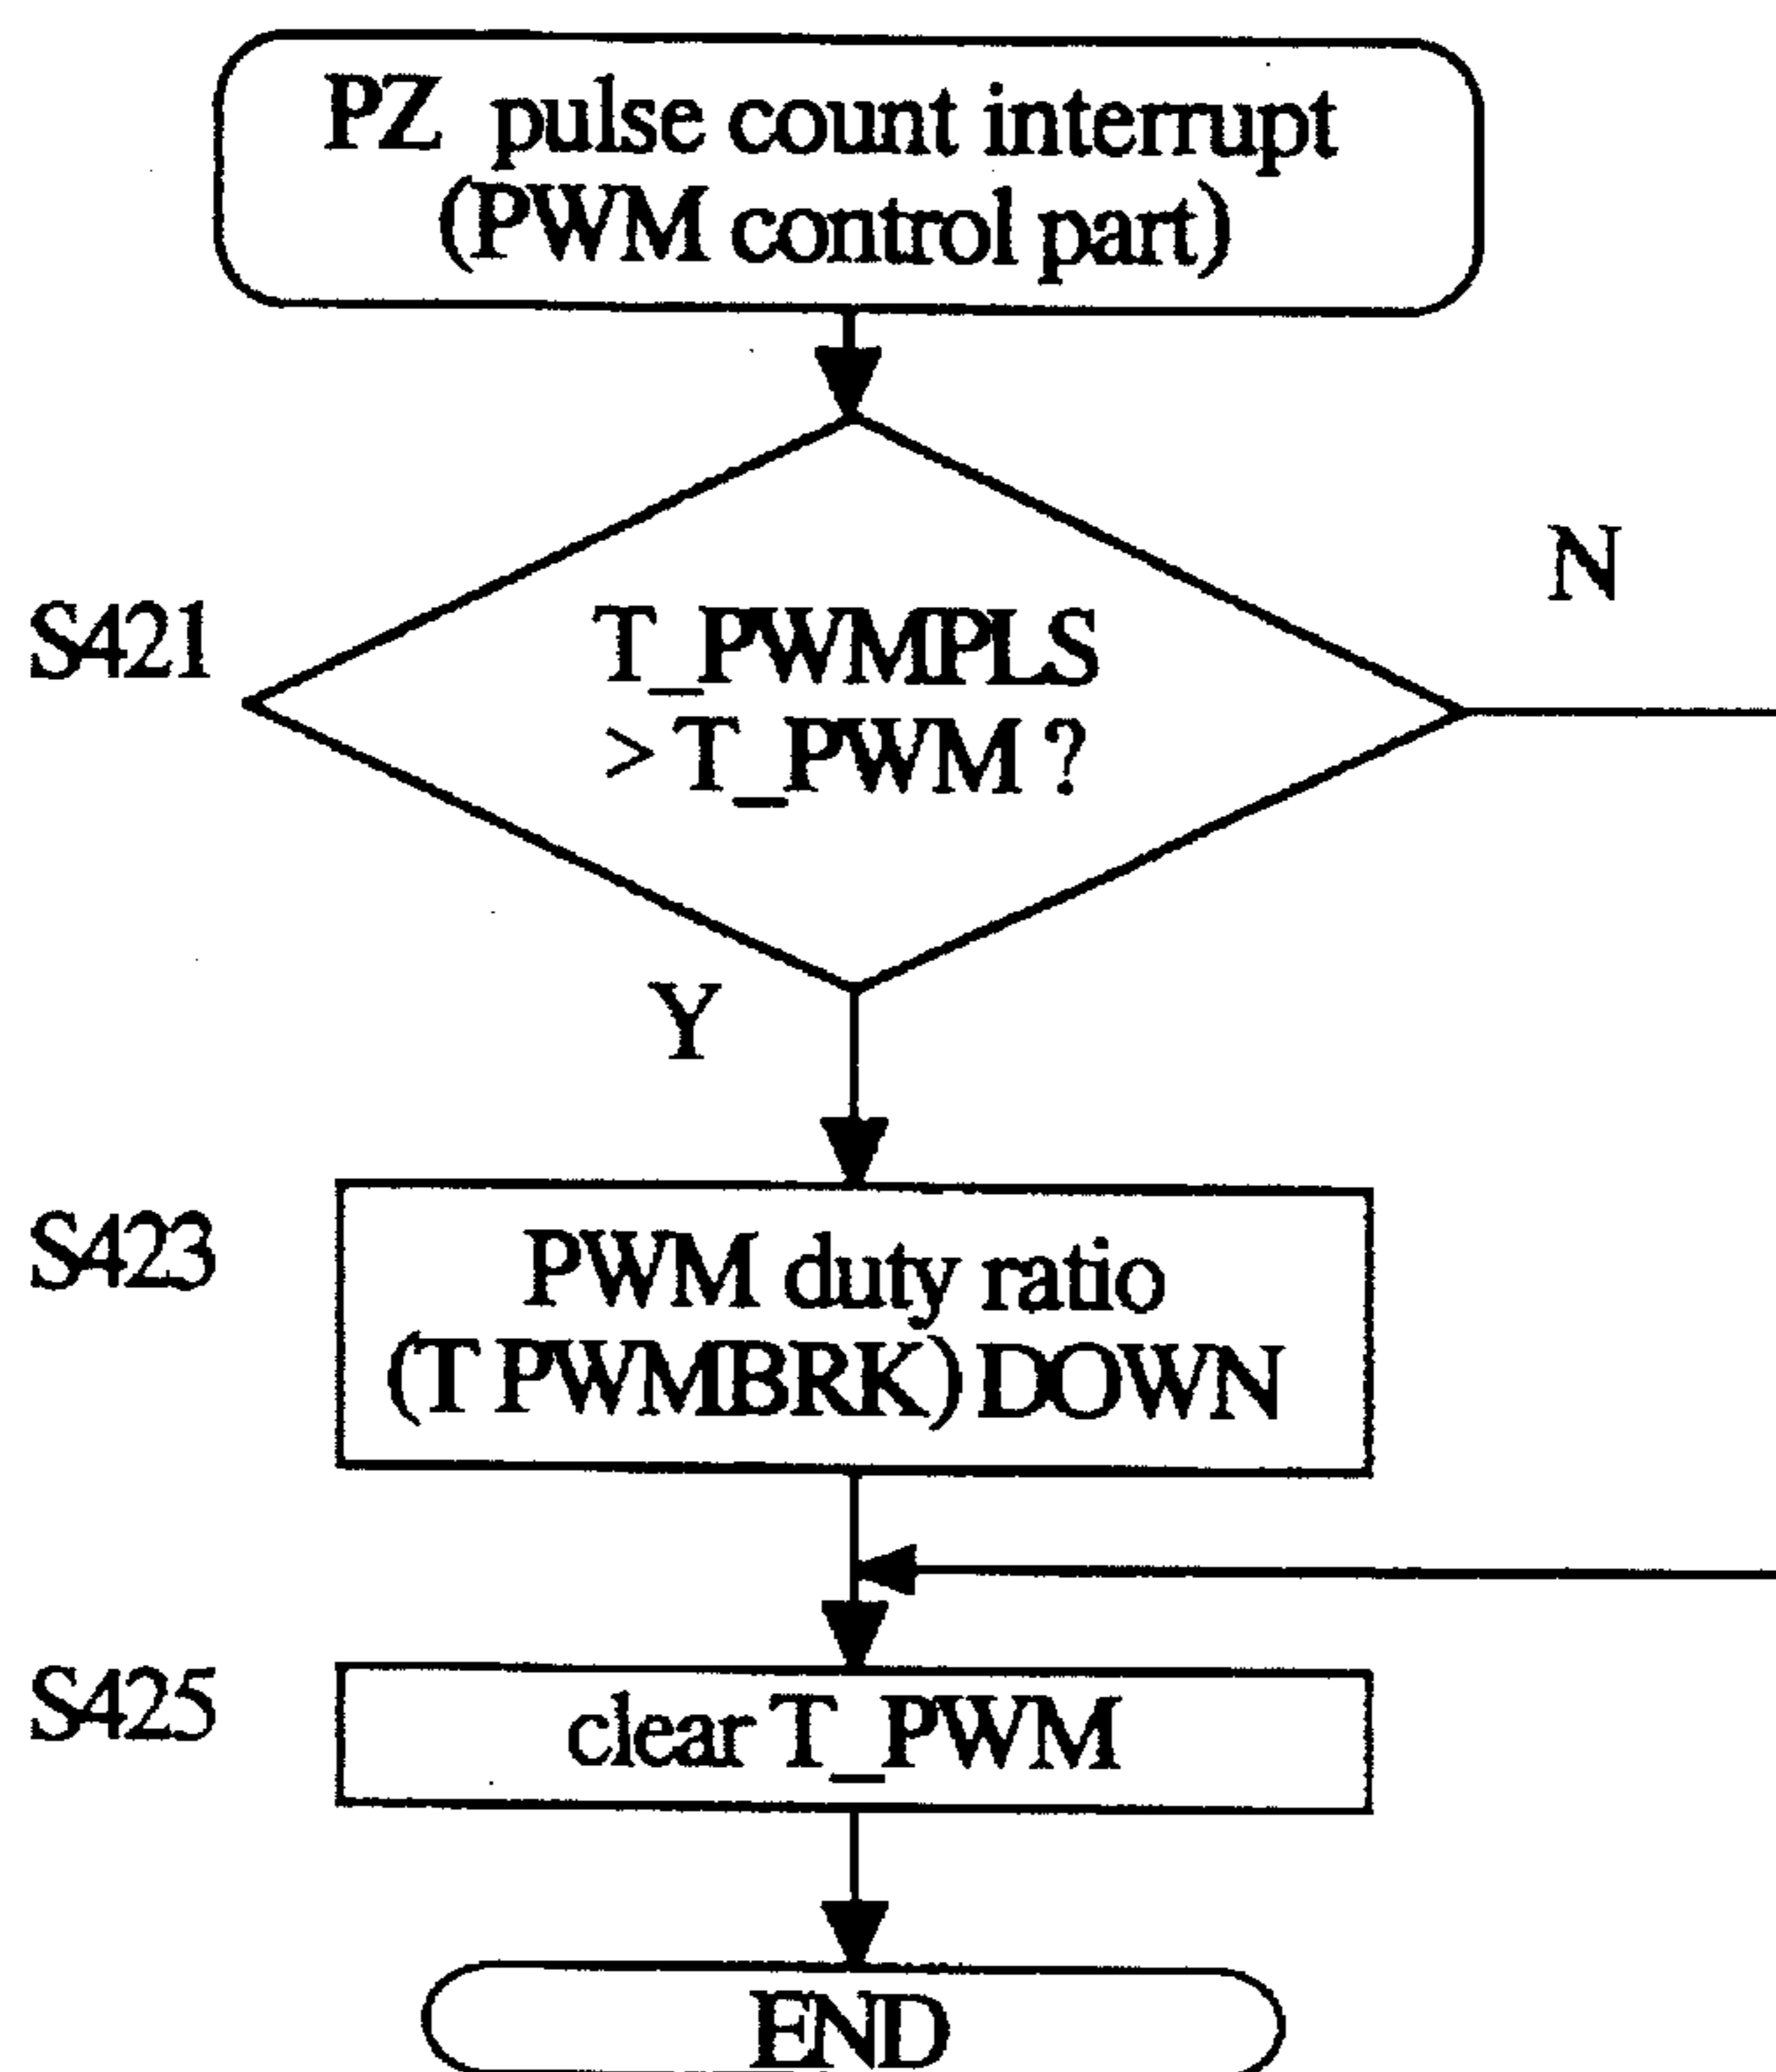 PZ pulse count interrupt
(PWM control part)
N
S421
T_PWMPLS
> T_PWM ?
Y
S423
PWM duty ratio
(T PWMBRK) DOWN
S425
clear T_PWM
END